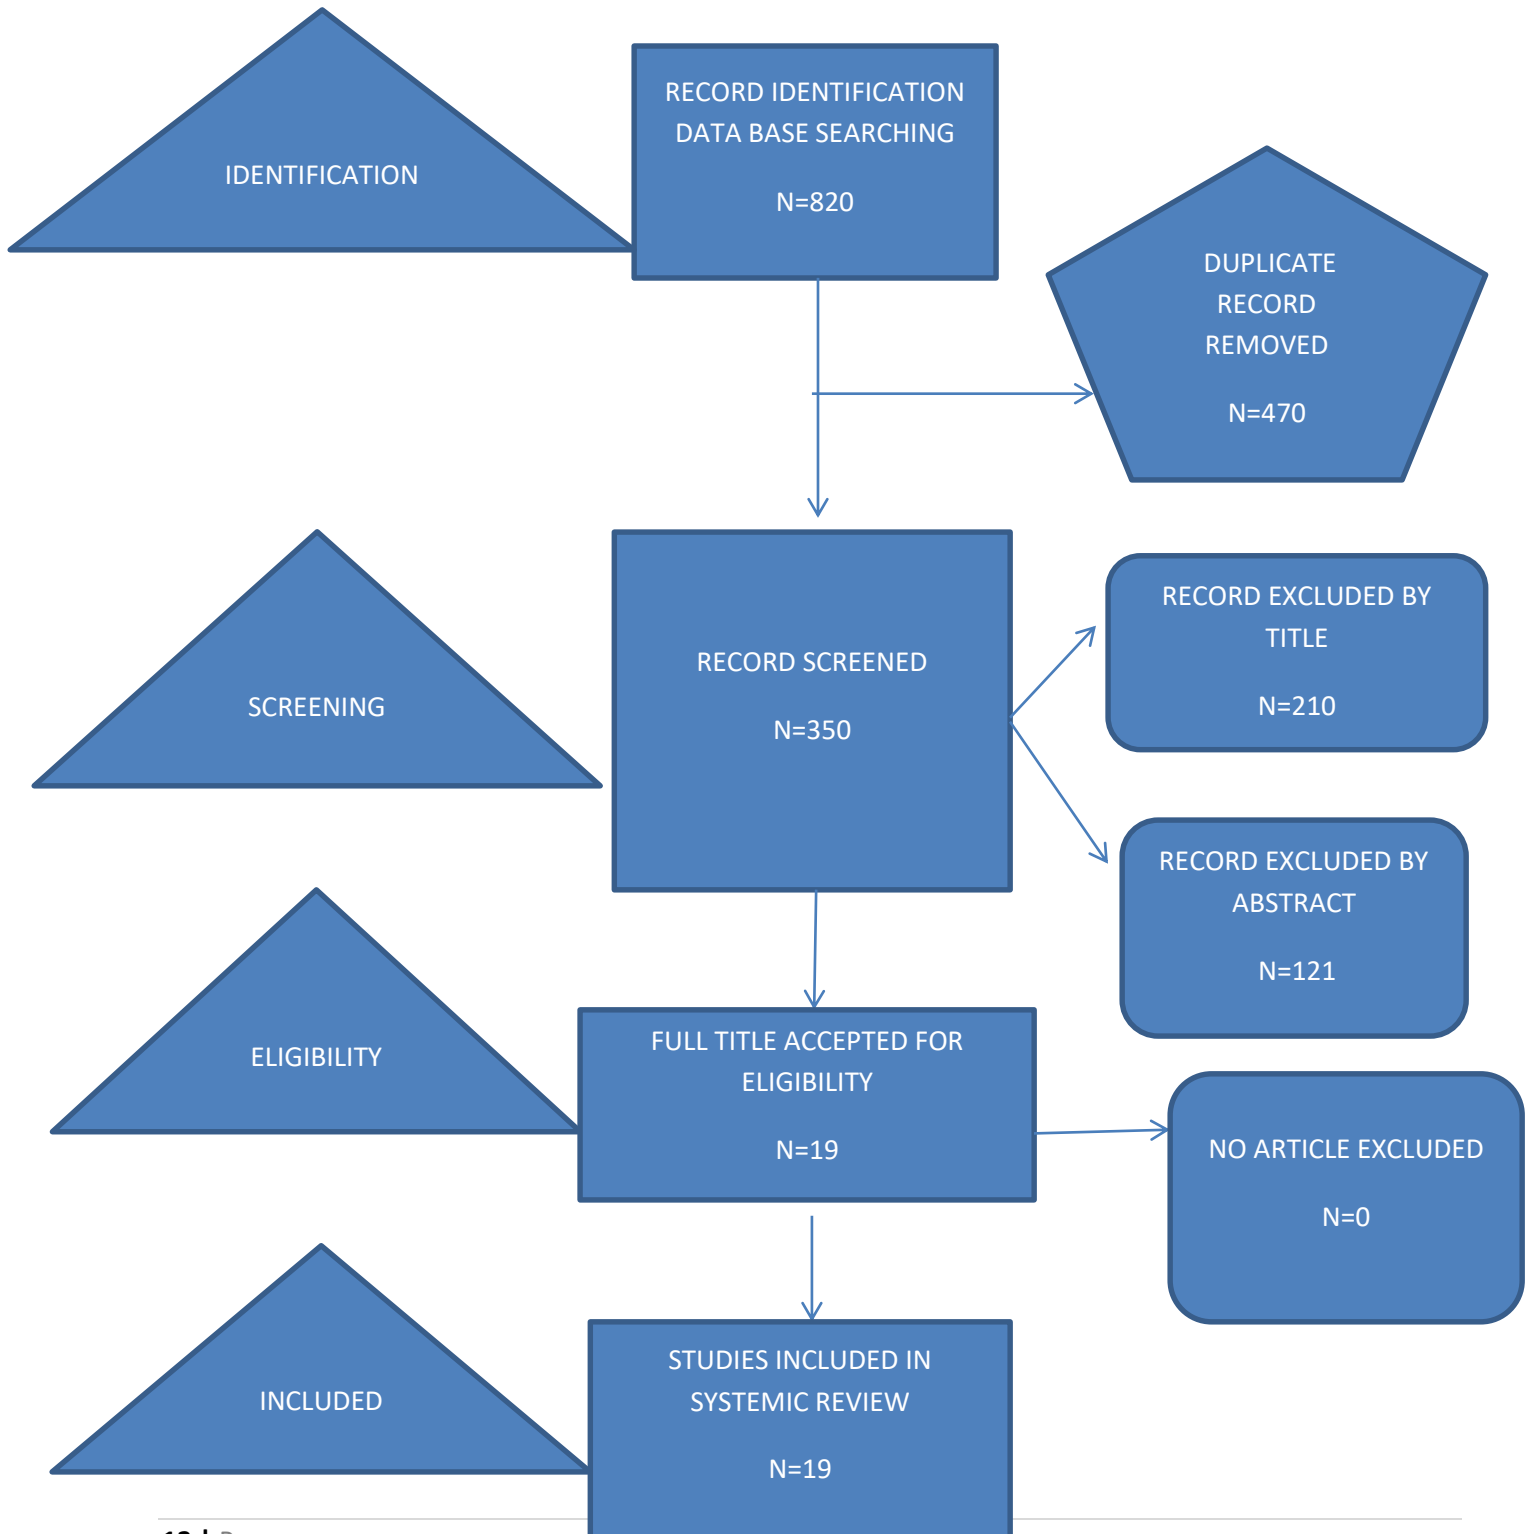 IDENTIFICATION
RECORD IDENTIFICATION
DATA BASE SEARCHING
N=820
DUPLICATE
RECORD
REMOVED
N=470
SCREENING
RECORD SCREENED
N=350
RECORD EXCLUDED BY
TITLE
N=210
RECORD EXCLUDED BY
ABSTRACT
N=121
ELIGIBILITY
FULL TITLE ACCEPTED FOR
ELIGIBILITY
N=19
NO ARTICLE EXCLUDED
N=0
INCLUDED
STUDIES INCLUDED IN
SYSTEMIC REVIEW
N=19